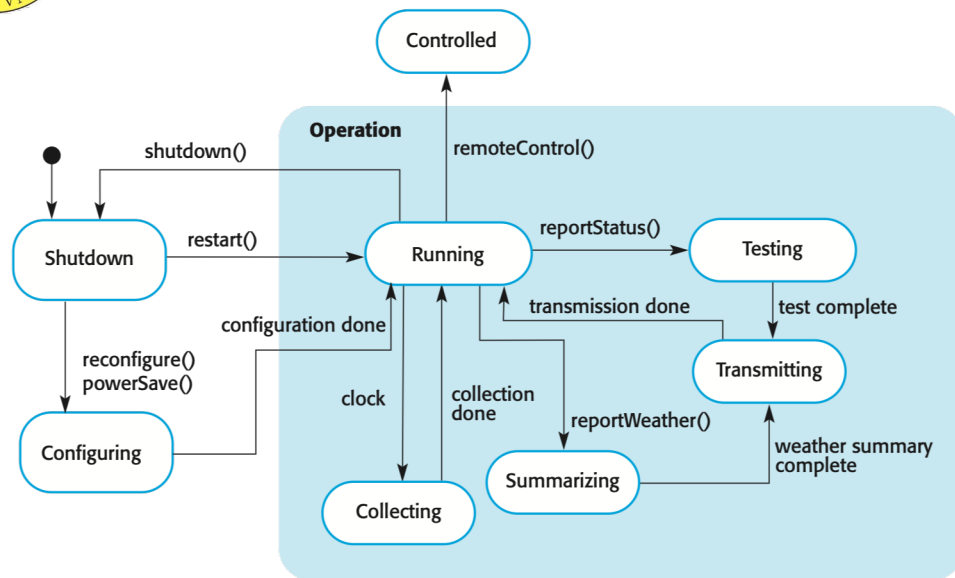 Controlled
Operation
shutdown()
remoteControl()
Shutdown
restart()
Running
reportStatus()
Testing
configuration done
transmission done
test complete
reconfigure()
powerSave()
clock
collection
done
Transmitting
reportWeather()
weather summary
complete
Configuring
Collecting
Summarizing